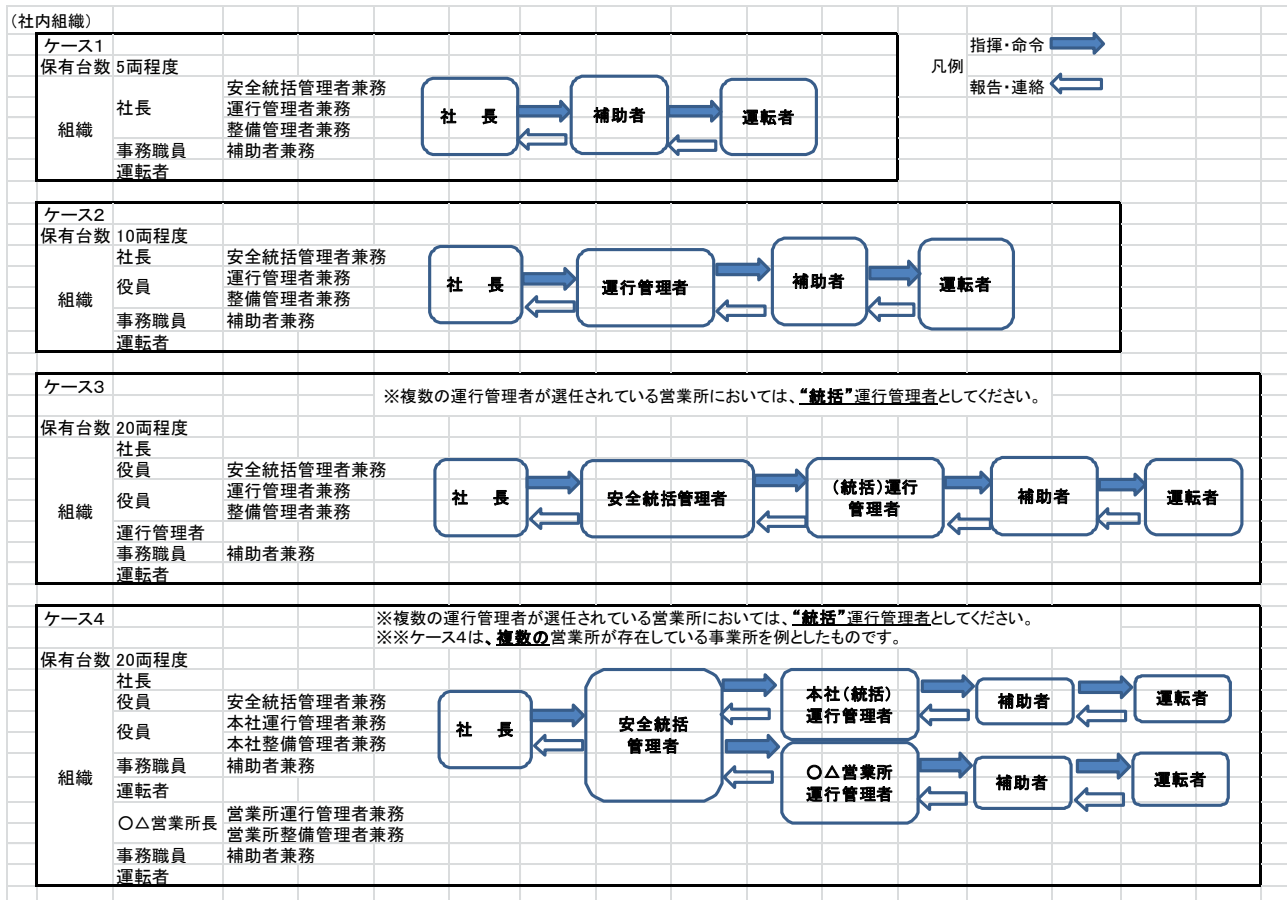 (社内組織)
指揮・命令
凡例
報告・連絡
ケース1
保有台数 5両程度
組織
社長
安全統括管理者兼務
運行管理者兼務
整備管理者兼務
事務職員 補助者兼務
運転者
社 長
補助者
運転者
ケース2
保有台数 10両程度
組織
社長 安全統括管理者兼務
役員
運行管理者兼務
整備管理者兼務
事務職員 補助者兼務
運転者
社 長
運行管理者
補助者
運転者
ケース3
※複数の運行管理者が選任されている営業所においては、“統括”運行管理者としてください。
保有台数 20両程度
組織
社長
役員 安全統括管理者兼務
役員
運行管理者兼務
整備管理者兼務
運行管理者
事務職員 補助者兼務
運転者
社 長
安全統括管理者
(統括)運行
管理者
補助者
運転者
ケース4
※複数の運行管理者が選任されている営業所においては、“統括”運行管理者としてください。
※※ケース4は、複数の営業所が存在している事業所を例としたものです。
保有台数 20両程度
組織
社長
役員 安全統括管理者兼務
役員
本社運行管理者兼務
本社整備管理者兼務
事務職員 補助者兼務
運転者
〇△営業所長
営業所運行管理者兼務
営業所整備管理者兼務
事務職員 補助者兼務
運転者
社 長
安全統括
管理者
本社(統括)
運行管理者
補助者
運転者
〇△営業所
運行管理者
補助者
運転者